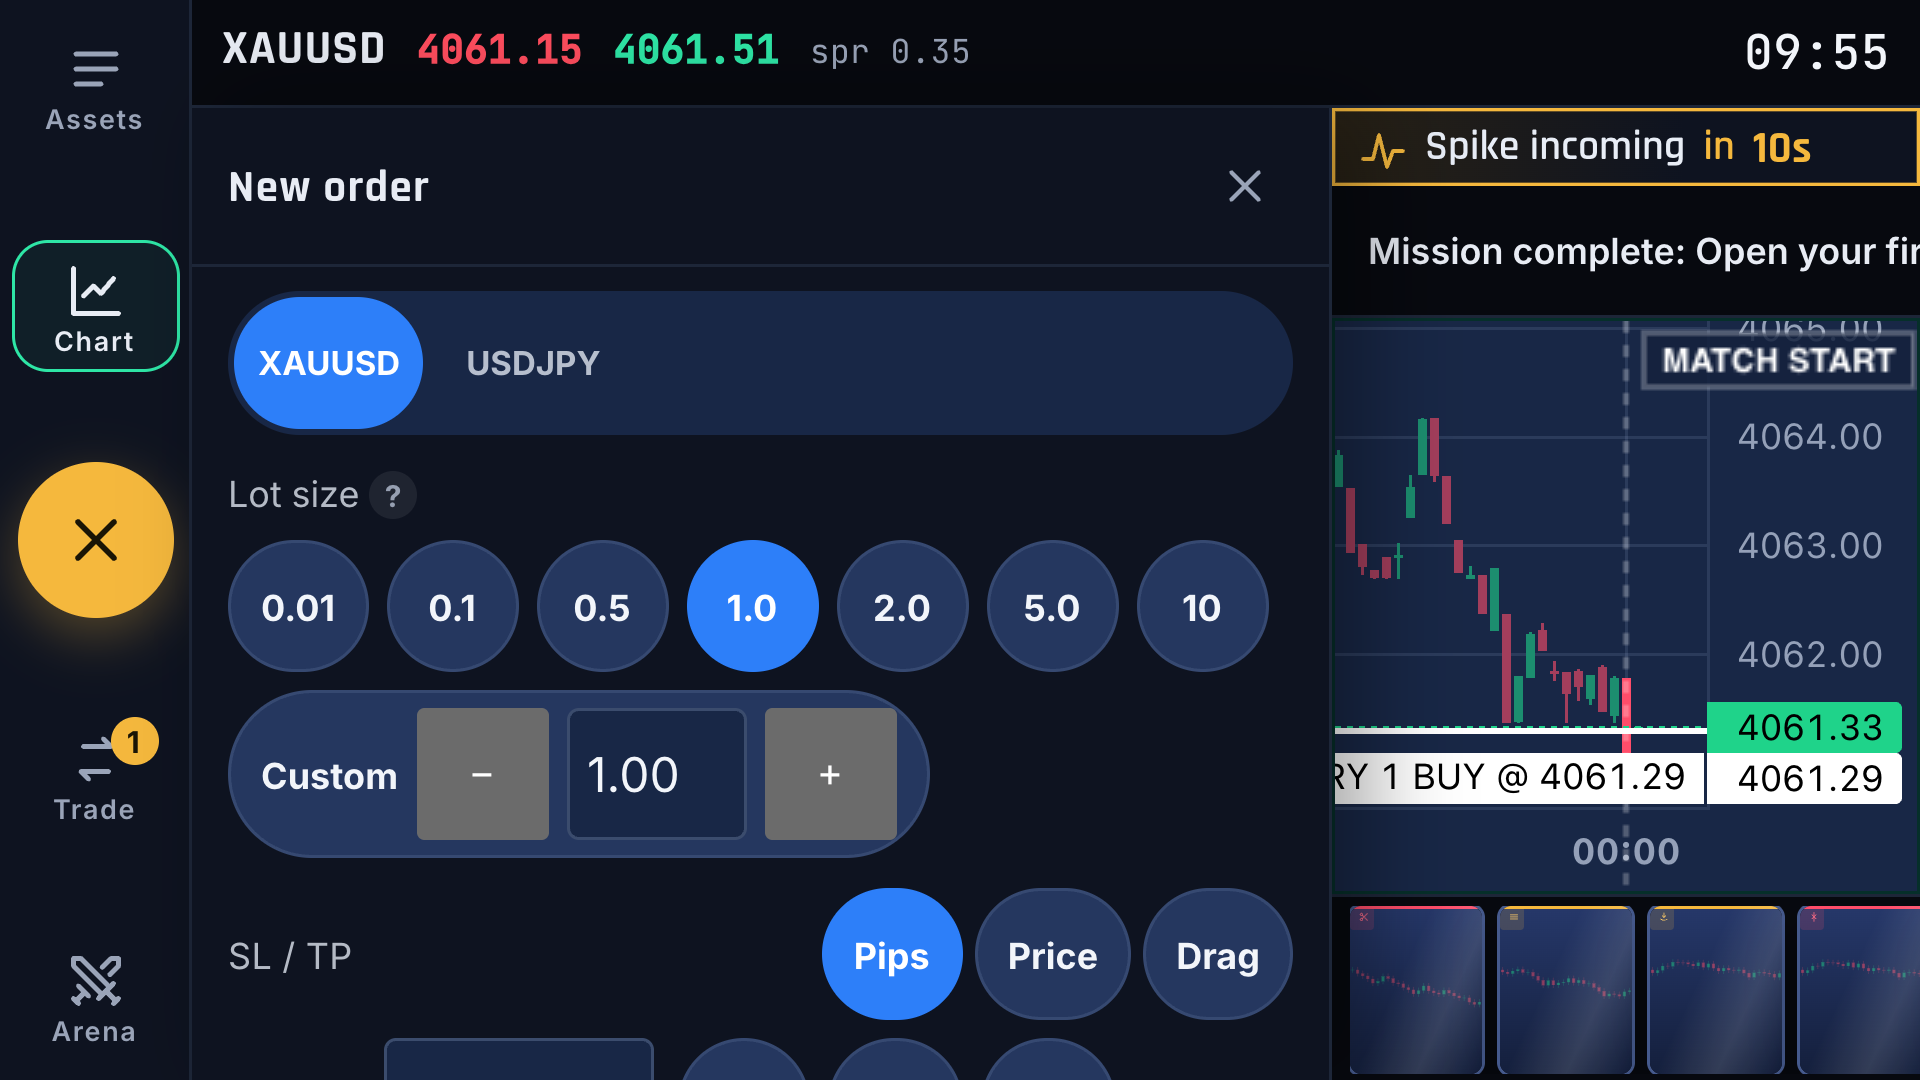 XAUUSD 4061.15 4061.51 spr 0.35
09:55
Assets
Chart
1
Trade
Arena
New order
XAUUSD USDJPY
Lot size ?
0.01 0.1 0.5 1.0 2.0 5.0 10
Custom − 1.00 +
SL / TP
Pips Price Drag
Spike incoming in 10s
Mission complete: Open your fir
4065.00
MATCH START
4064.00
4063.00
4062.00
4061.33
RY 1 BUY @ 4061.29
4061.29
00:00